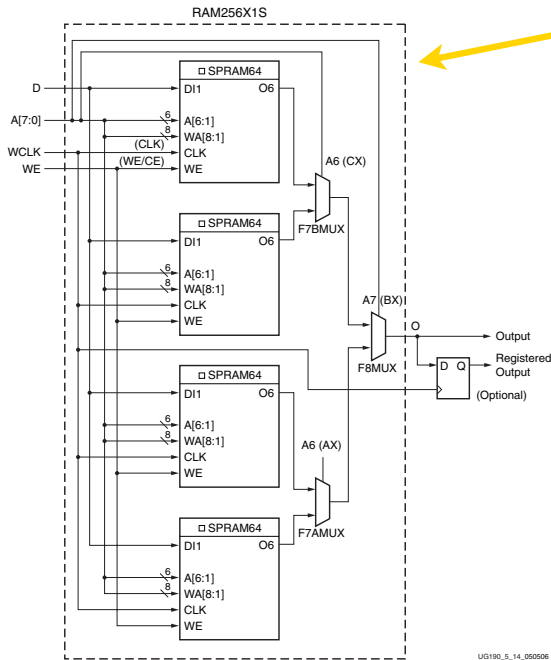 RAM256X1S
SPRAM64
D
DI1
O6
A[7:0]
6
A[6:1]
8
WA[8:1]
WCLK
(CLK)
CLK
WE
(WE/CE)
WE
A6 (CX)
F7BMUX
SPRAM64
DI1
O6
6
A[6:1]
8
WA[8:1]
CLK
WE
A7 (BX)
F8MUX
O
Output
D Q
Registered
Output
(Optional)
SPRAM64
DI1
O6
6
A[6:1]
8
WA[8:1]
CLK
WE
A6 (AX)
F7AMUX
SPRAM64
DI1
O6
6
A[6:1]
8
WA[8:1]
CLK
WE
UG190_5_14_050506